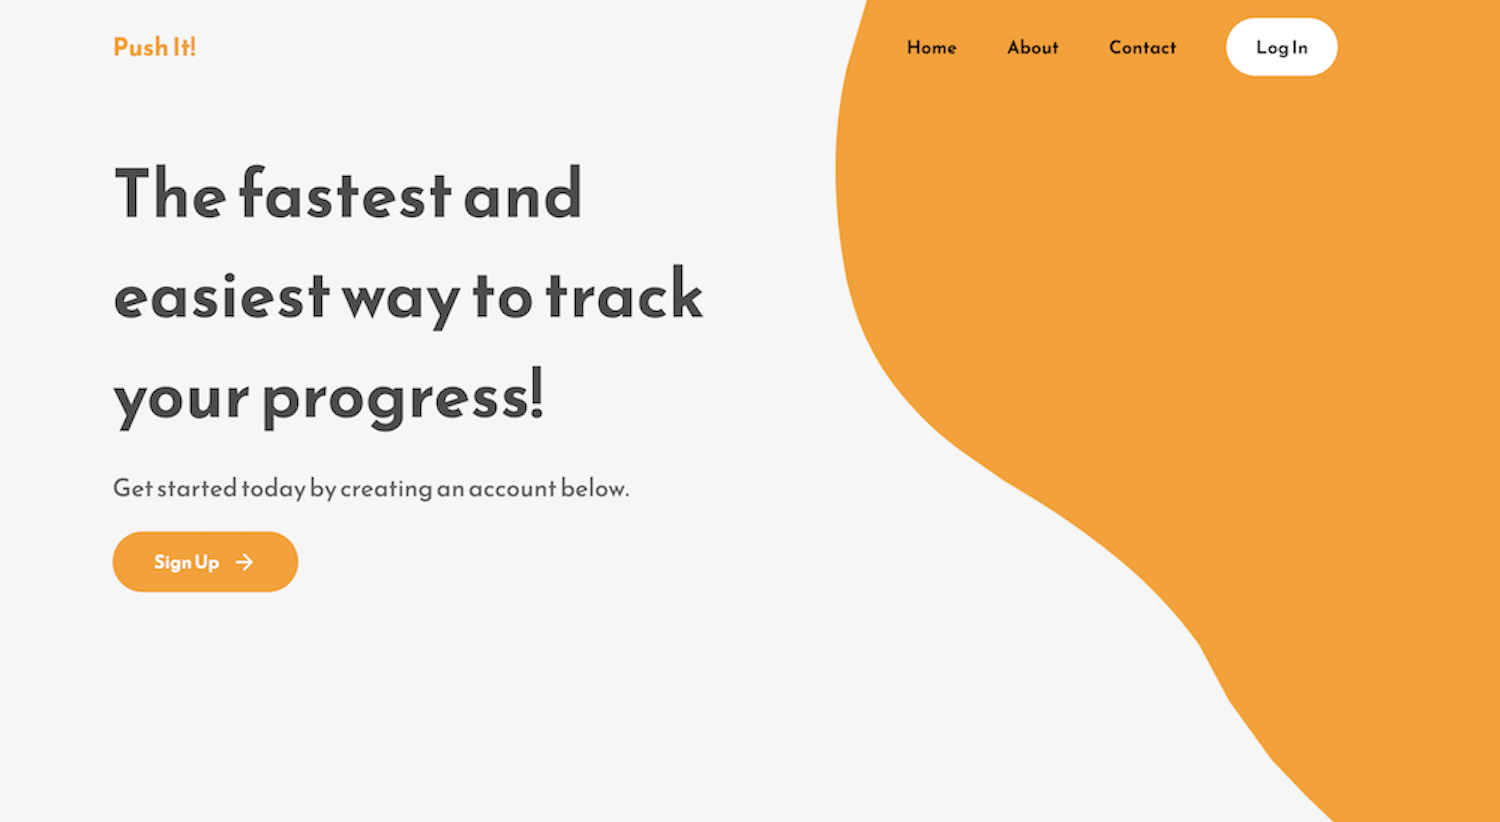 Push It!
Home
About
Contact
Log In
The fastest and
easiest way to track
your progress!
Get started today by creating an account below.
Sign Up